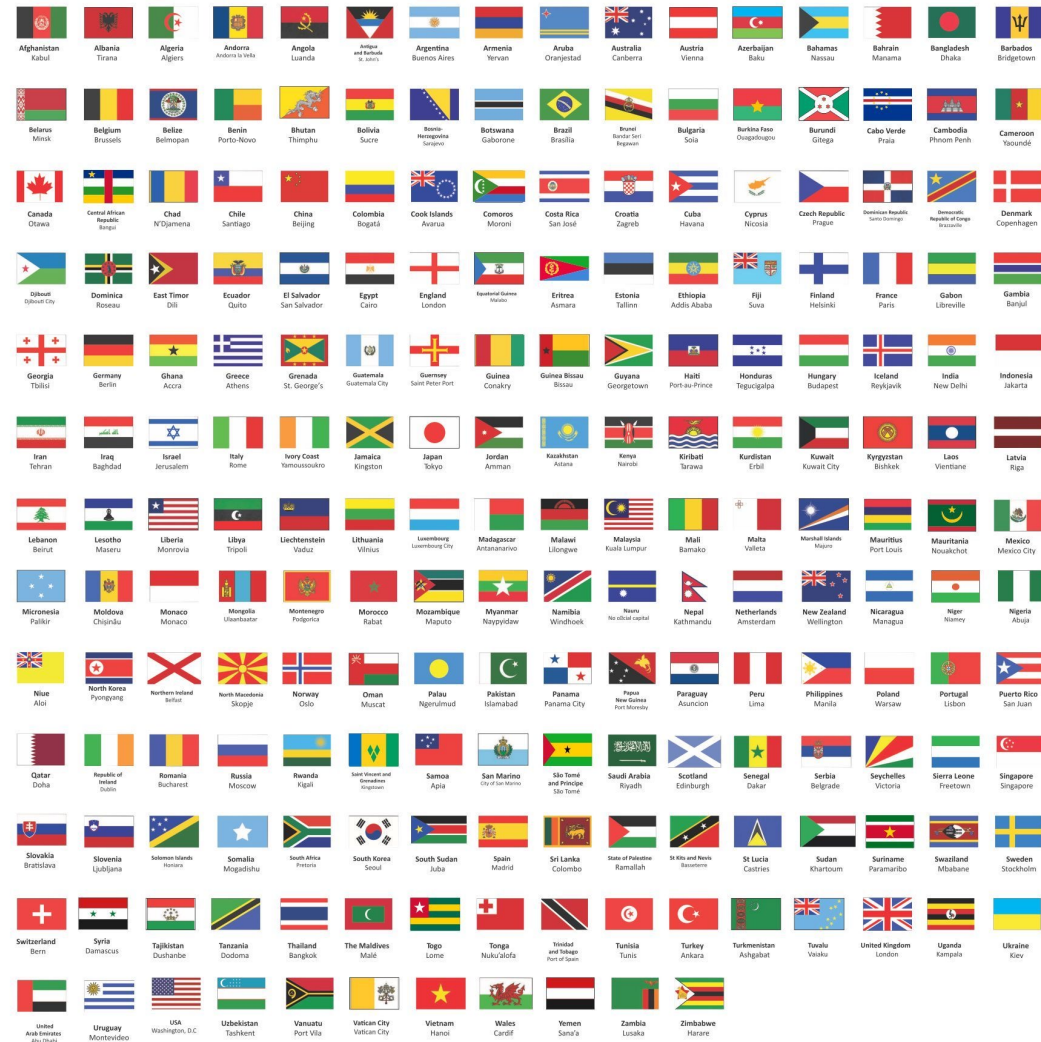 Afghanistan
Kabul
Albania
Tirana
Algeria
Algiers
Andorra
Andorra la Vella
Angola
Luanda
Antigua
and Barbuda
St. John's
Argentina
Buenos Aires
Armenia
Yervan
Aruba
Oranjestad
Australia
Canberra
Austria
Vienna
Azerbaijan
Baku
Bahamas
Nassau
Bahrain
Manama
Bangladesh
Dhaka
Barbados
Bridgetown
Belarus
Minsk
Belgium
Brussels
Belize
Belmopan
Benin
Porto-Novo
Bhutan
Thimphu
Bolivia
Sucre
Bosnia-
Herzegovina
Sarajevo
Botswana
Gaborone
Brazil
Brasilia
Brunei
Bandar Seri
Begawan
Bulgaria
Soia
Burkina Faso
Ouagadougou
Burundi
Gitega
Cabo Verde
Praia
Cambodia
Phnom Penh
Cameroon
Yaoundé
Canada
Otawa
Central African
Republic
Bangui
Chad
N'Djamena
Chile
Santiago
China
Beijing
Colombia
Bogatá
Cook Islands
Avarua
Comoros
Moroni
Costa Rica
San José
Croatia
Zagreb
Cuba
Havana
Cyprus
Nicosia
Czech Republic
Prague
Dominican Republic
Santo Domingo
Democratic
Republic of Congo
Brazzaville
Denmark
Copenhagen
Djibouti
Djibouti City
Dominica
Roseau
East Timor
Dili
Ecuador
Quito
El Salvador
San Salvador
Egypt
Cairo
England
London
Equatorial Guinea
Malabo
Eritrea
Asmara
Estonia
Tallinn
Ethiopia
Addis Ababa
Fiji
Suva
Finland
Helsinki
France
Paris
Gabon
Libreville
Gambia
Banjul
Georgia
Tbilisi
Germany
Berlin
Ghana
Accra
Greece
Athens
Grenada
St. George's
Guatemala
Guatemala City
Guernsey
Saint Peter Port
Guinea
Conakry
Guinea Bissau
Bissau
Guyana
Georgetown
Haiti
Port-au-Prince
Honduras
Tegucigalpa
Hungary
Budapest
Iceland
Reykjavik
India
New Delhi
Indonesia
Jakarta
Iran
Tehran
Iraq
Baghdad
Israel
Jerusalem
Italy
Rome
Ivory Coast
Yamoussoukro
Jamaica
Kingston
Japan
Tokyo
Jordan
Amman
Kazakhstan
Astana
Kenya
Nairobi
Kiribati
Tarawa
Kurdistan
Erbil
Kuwait
Kuwait City
Kyrgyzstan
Bishkek
Laos
Vientiane
Latvia
Riga
Lebanon
Beirut
Lesotho
Maseru
Liberia
Monrovia
Libya
Tripoli
Liechtenstein
Vaduz
Lithuania
Vilnius
Luxembourg
Luxembourg City
Madagascar
Antananarivo
Malawi
Lilongwe
Malaysia
Kuala Lumpur
Mali
Bamako
Malta
Valleta
Marshall Islands
Majuro
Mauritius
Port Louis
Mauritania
Nouakchot
Mexico
Mexico City
Micronesia
Palikir
Moldova
Chișinău
Monaco
Monaco
Mongolia
Ulaanbaatar
Montenegro
Podgorica
Morocco
Rabat
Mozambique
Maputo
Myanmar
Naypyidaw
Namibia
Windhoek
Nauru
No oficial capital
Nepal
Kathmandu
Netherlands
Amsterdam
New Zealand
Wellington
Nicaragua
Managua
Niger
Niamey
Nigeria
Abuja
Niue
Aloi
North Korea
Pyongyang
Northern Ireland
Belfast
North Macedonia
Skopje
Norway
Oslo
Oman
Muscat
Palau
Ngerulmud
Pakistan
Islamabad
Panama
Panama City
Papua
New Guinea
Port Moresby
Paraguay
Asuncion
Peru
Lima
Philippines
Manila
Poland
Warsaw
Portugal
Lisbon
Puerto Rico
San Juan
Qatar
Doha
Republic of
Ireland
Dublin
Romania
Bucharest
Russia
Moscow
Rwanda
Kigali
Saint Vincent and
Grenadines
Kingstown
Samoa
Apia
San Marino
City of San Marino
São Tomé
and Principe
São Tomé
Saudi Arabia
Riyadh
Scotland
Edinburgh
Senegal
Dakar
Serbia
Belgrade
Seychelles
Victoria
Sierra Leone
Freetown
Singapore
Singapore
Slovakia
Bratislava
Slovenia
Ljubljana
Solomon Islands
Honiara
Somalia
Mogadishu
South Africa
Pretoria
South Korea
Seoul
South Sudan
Juba
Spain
Madrid
Sri Lanka
Colombo
State of Palestine
Ramallah
St Kits and Nevis
Basseterre
St Lucia
Castries
Sudan
Khartoum
Suriname
Paramaribo
Swaziland
Mbabane
Sweden
Stockholm
Switzerland
Bern
Syria
Damascus
Tajikistan
Dushanbe
Tanzania
Dodoma
Thailand
Bangkok
The Maldives
Malé
Togo
Lome
Tonga
Nuku'alofa
Trinidad
and Tobago
Port of Spain
Tunisia
Tunis
Turkey
Ankara
Turkmenistan
Ashgabat
Tuvalu
Vaiaku
United Kingdom
London
Uganda
Kampala
Ukraine
Kiev
United
Arab Emirates
Abu Dhabi
Uruguay
Montevideo
USA
Washington, D.C
Uzbekistan
Tashkent
Vanuatu
Port Vila
Vatican City
Vatican City
Vietnam
Hanoi
Wales
Cardif
Yemen
Sana'a
Zambia
Lusaka
Zimbabwe
Harare